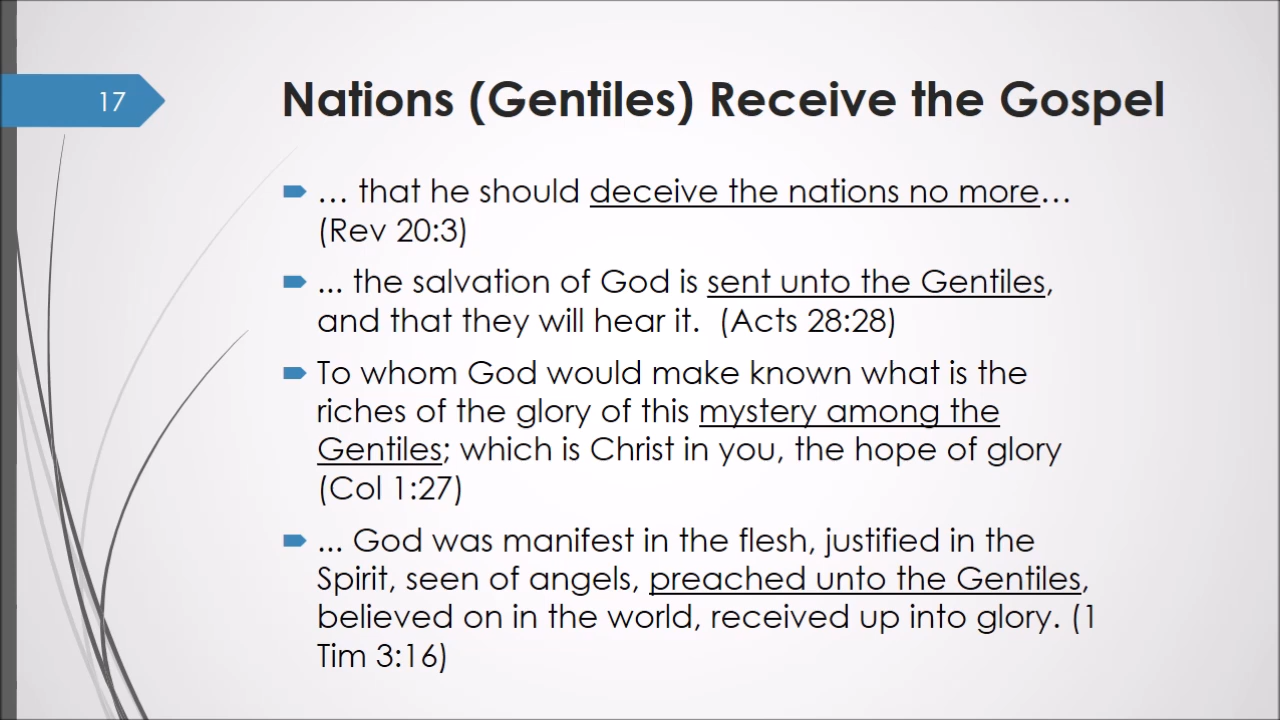 17
Nations (Gentiles) Receive the Gospel
… that he should deceive the nations no more…
(Rev 20:3)
... the salvation of God is sent unto the Gentiles,
and that they will hear it.  (Acts 28:28)
To whom God would make known what is the
riches of the glory of this mystery among the
Gentiles; which is Christ in you, the hope of glory
(Col 1:27)
... God was manifest in the flesh, justified in the
Spirit, seen of angels, preached unto the Gentiles,
believed on in the world, received up into glory. (1
Tim 3:16)